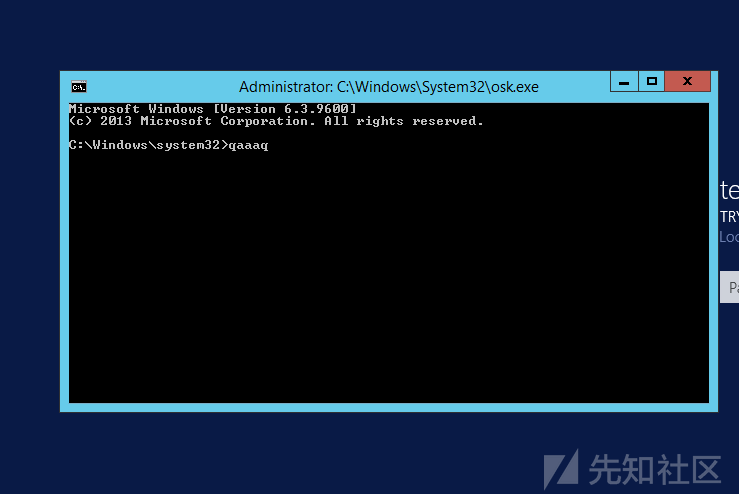 Administrator: C:\Windows\System32\osk.exe
Microsoft Windows [Version 6.3.9600]
(c) 2013 Microsoft Corporation. All rights reserved.
C:\Windows\system32>qaaaq
te
TRY
Loc
Pa
先知社区